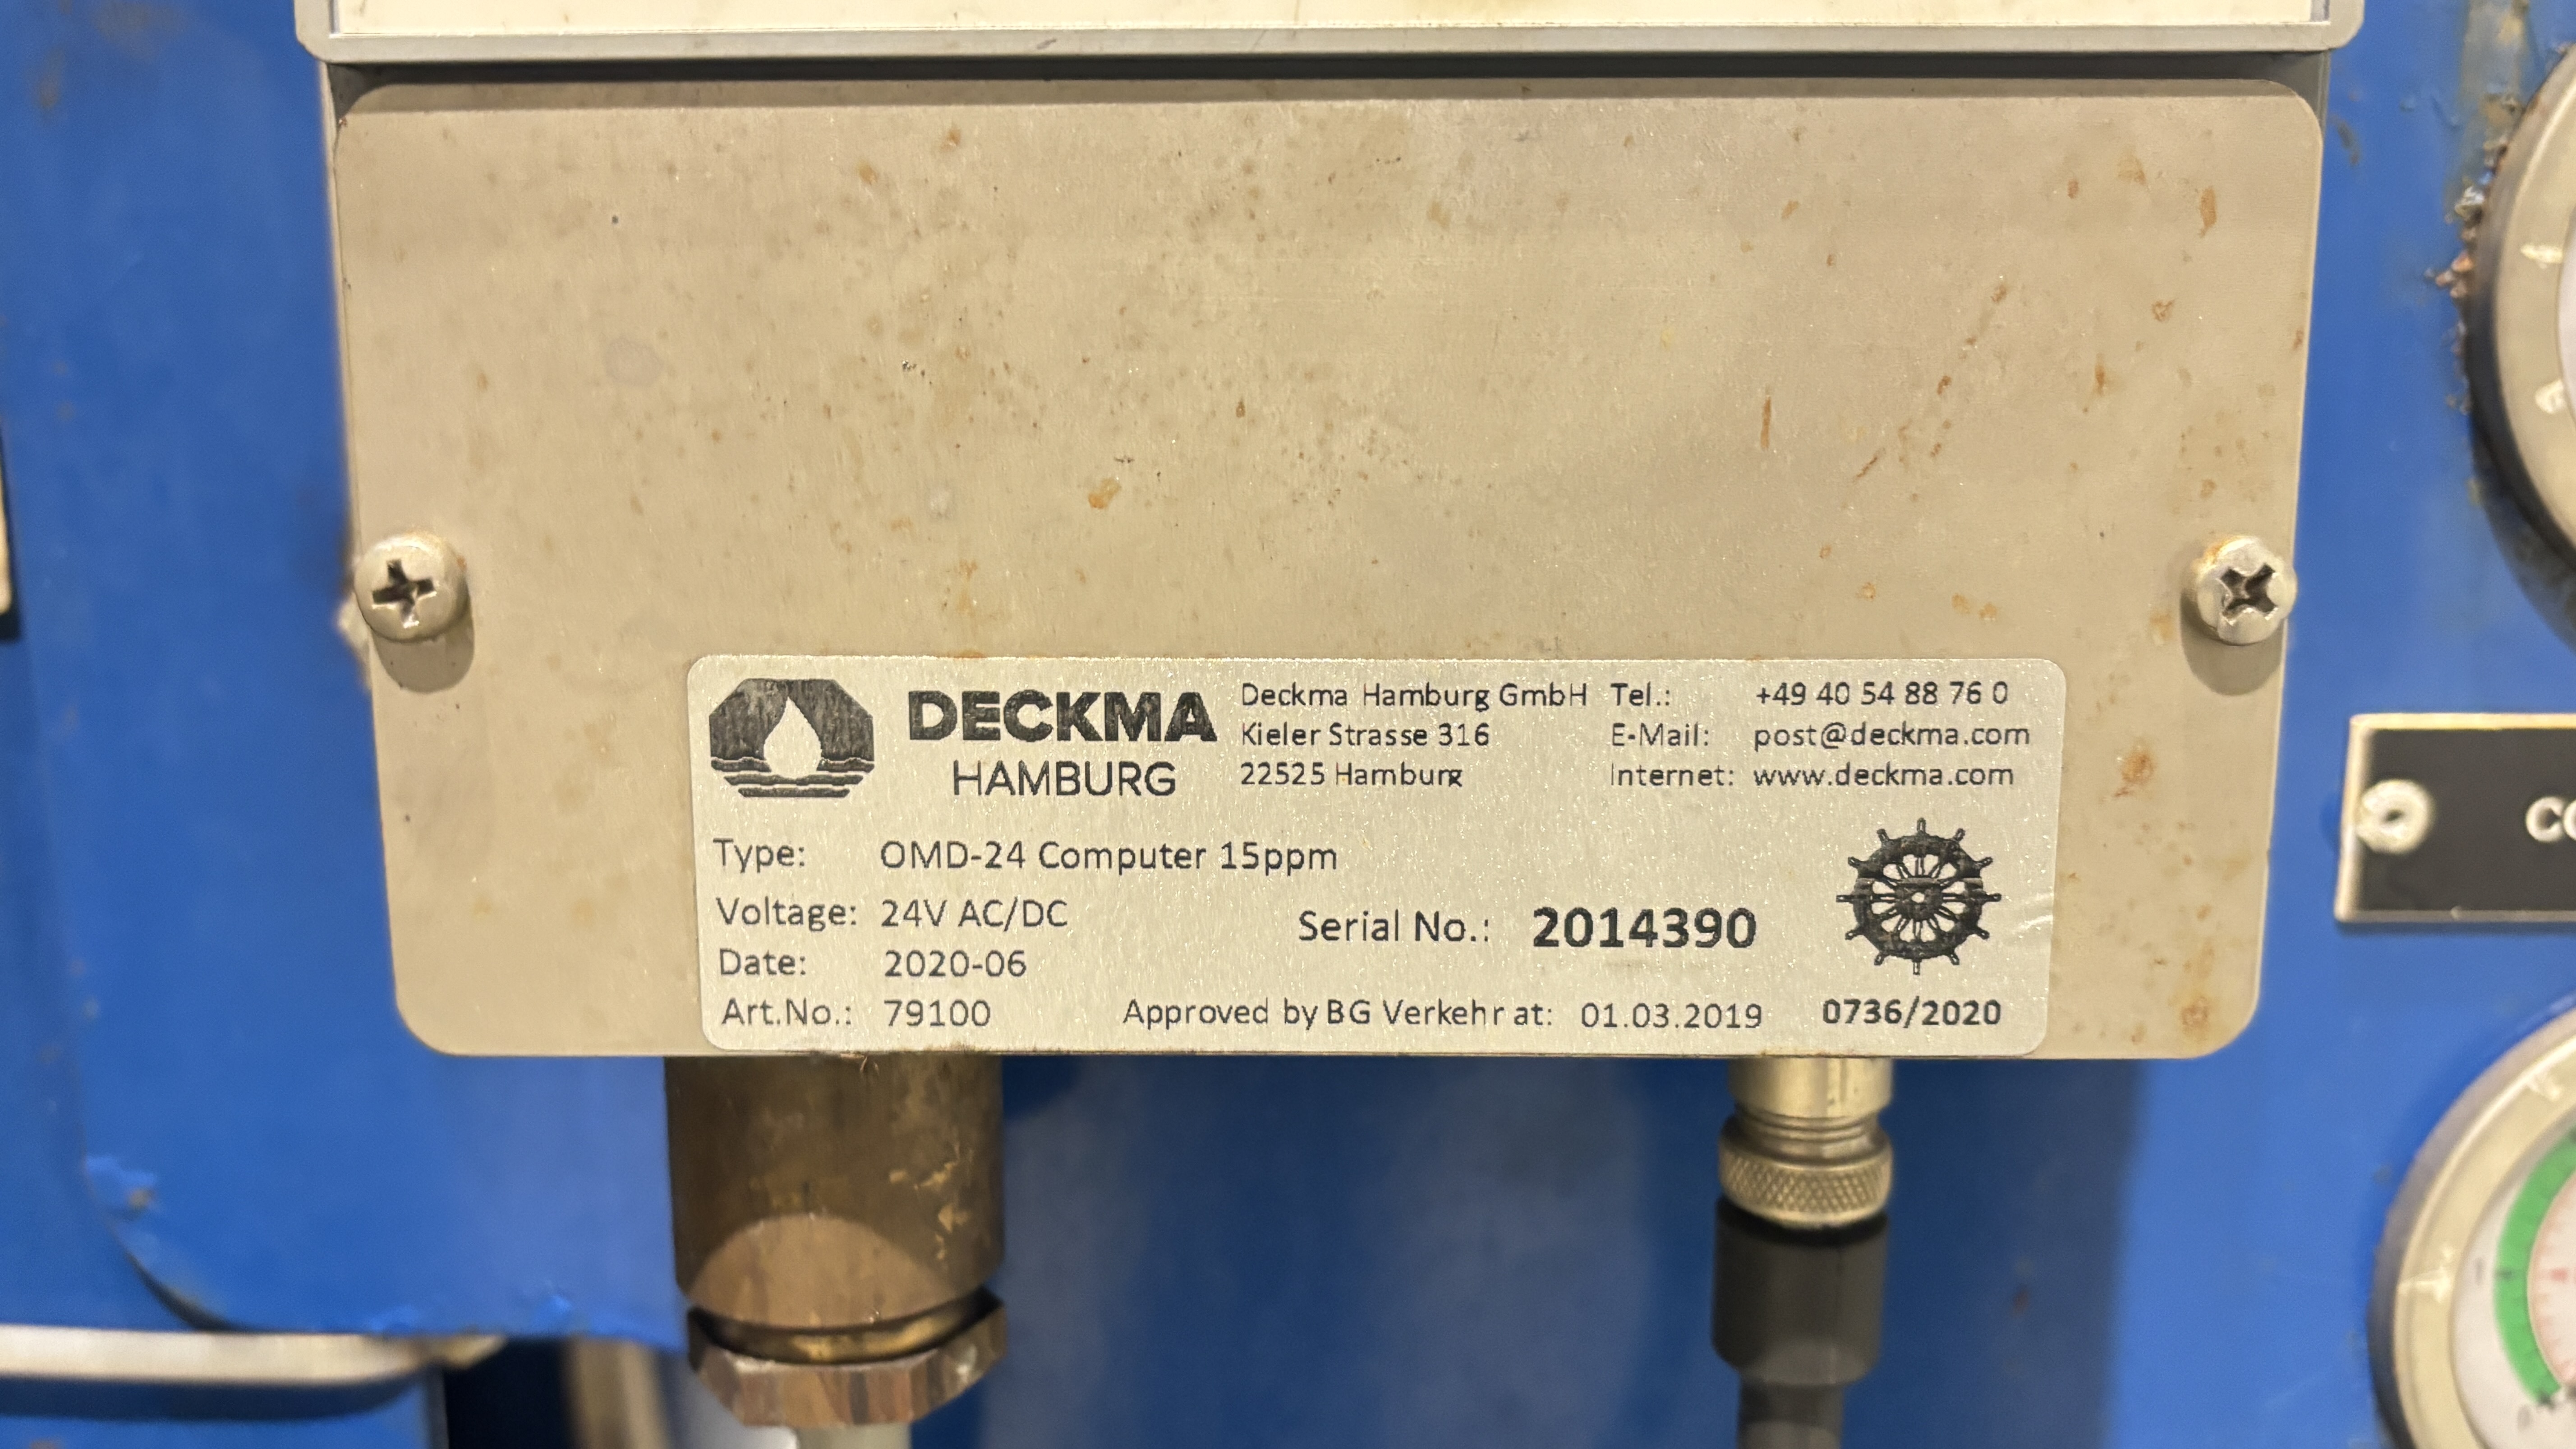 DECKMA
HAMBURG
Deckma Hamburg GmbH
Kieler Strasse 316
22525 Hamburg
Tel.: +49 40 54 88 76 0
E-Mail: post@deckma.com
Internet: www.deckma.com
Type: OMD-24 Computer 15ppm
Voltage: 24V AC/DC
Serial No.: 2014390
Date: 2020-06
Art.No.: 79100
Approved by BG Verkehr at: 01.03.2019
0736/2020